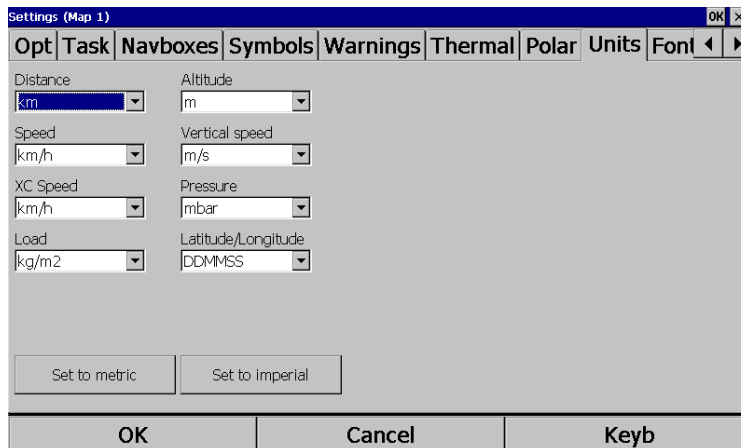 Settings (Map 1) OK ×
Opt Task Navboxes Symbols Warnings Thermal Polar Units Font
Distance Altitude
km m
Speed Vertical speed
km/h m/s
XC Speed Pressure
km/h mbar
Load Latitude/Longitude
kg/m2 DDMMSS
Set to metric Set to imperial
OK Cancel Keyb